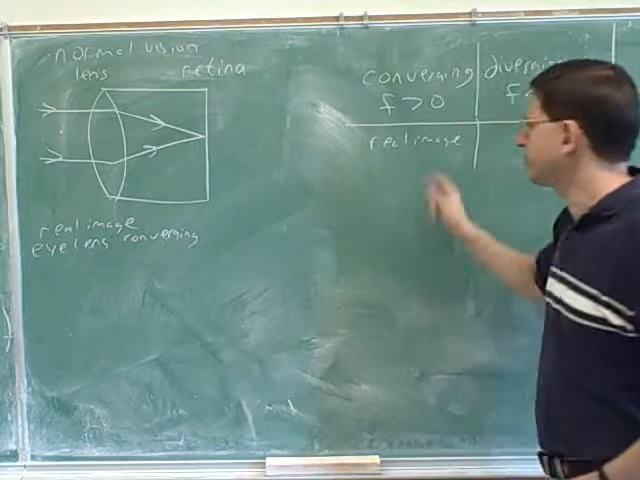 normal vision
lens retina
real image
eye lens converging
converging
f > 0
real image